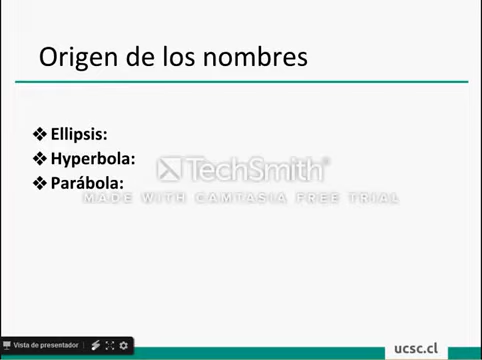 Origen de los nombres
❖ Ellipsis:
❖ Hyperbola:
❖ Parábola:
TechSmith®
MADE WITH CAMTASIA FREE TRIAL
Vista de presentador
ucsc.cl